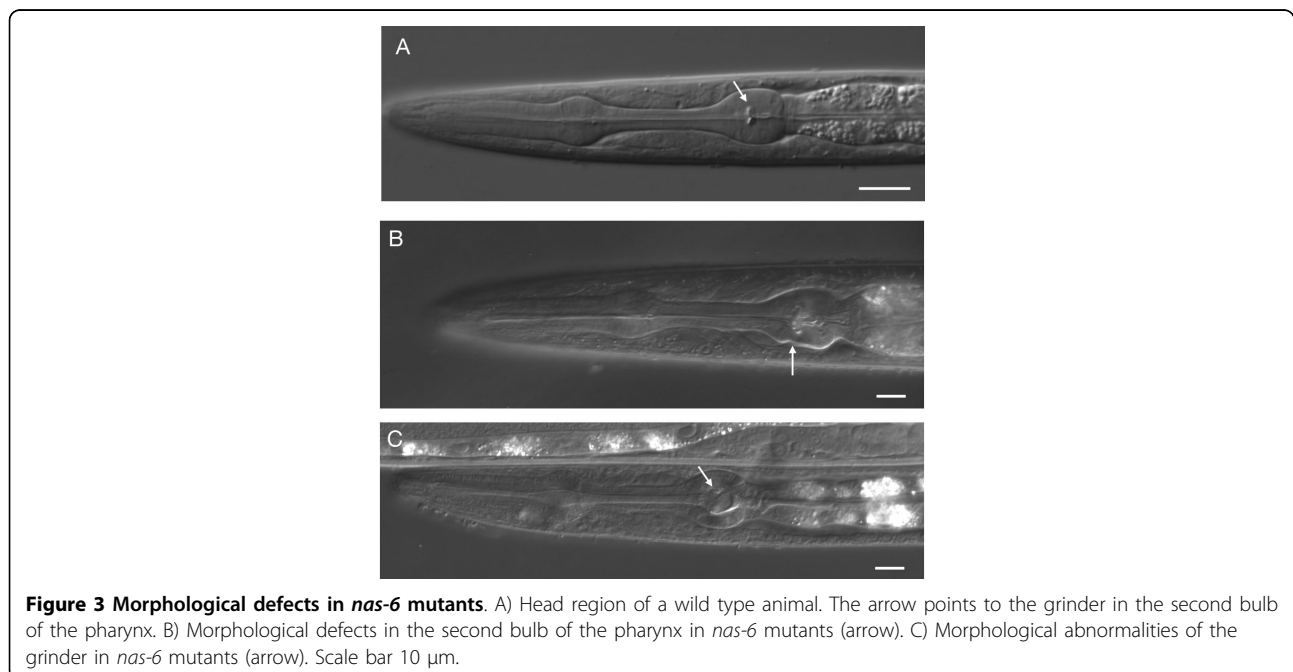 A
B
C
Figure 3 Morphological defects in nas-6 mutants. A) Head region of a wild type animal. The arrow points to the grinder in the second bulb
of the pharynx. B) Morphological defects in the second bulb of the pharynx in nas-6 mutants (arrow). C) Morphological abnormalities of the
grinder in nas-6 mutants (arrow). Scale bar 10 μm.